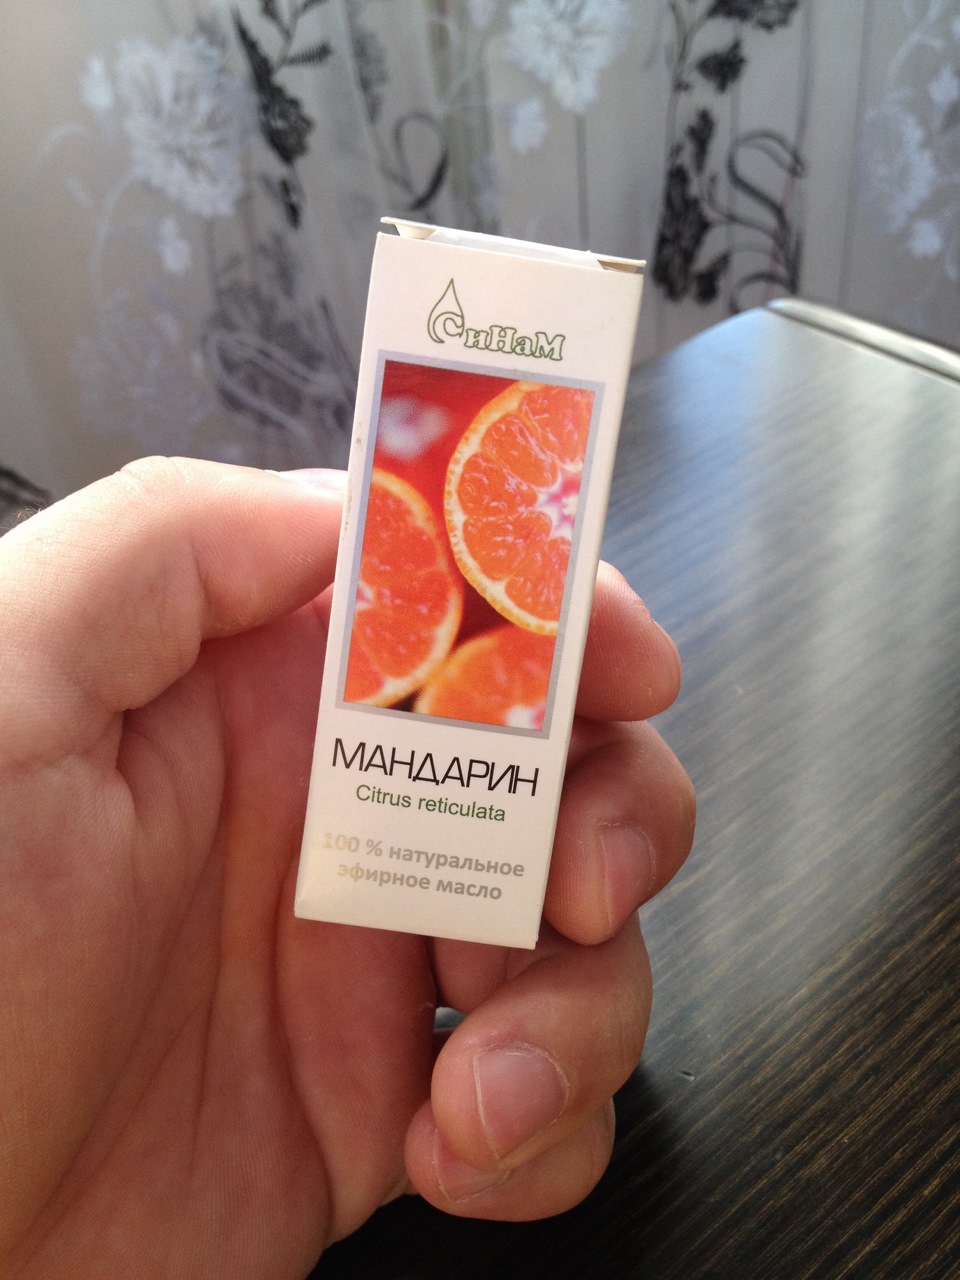 СиНаМ
МАНДАРИН
Citrus reticulata
100 % натуральное
эфирное масло